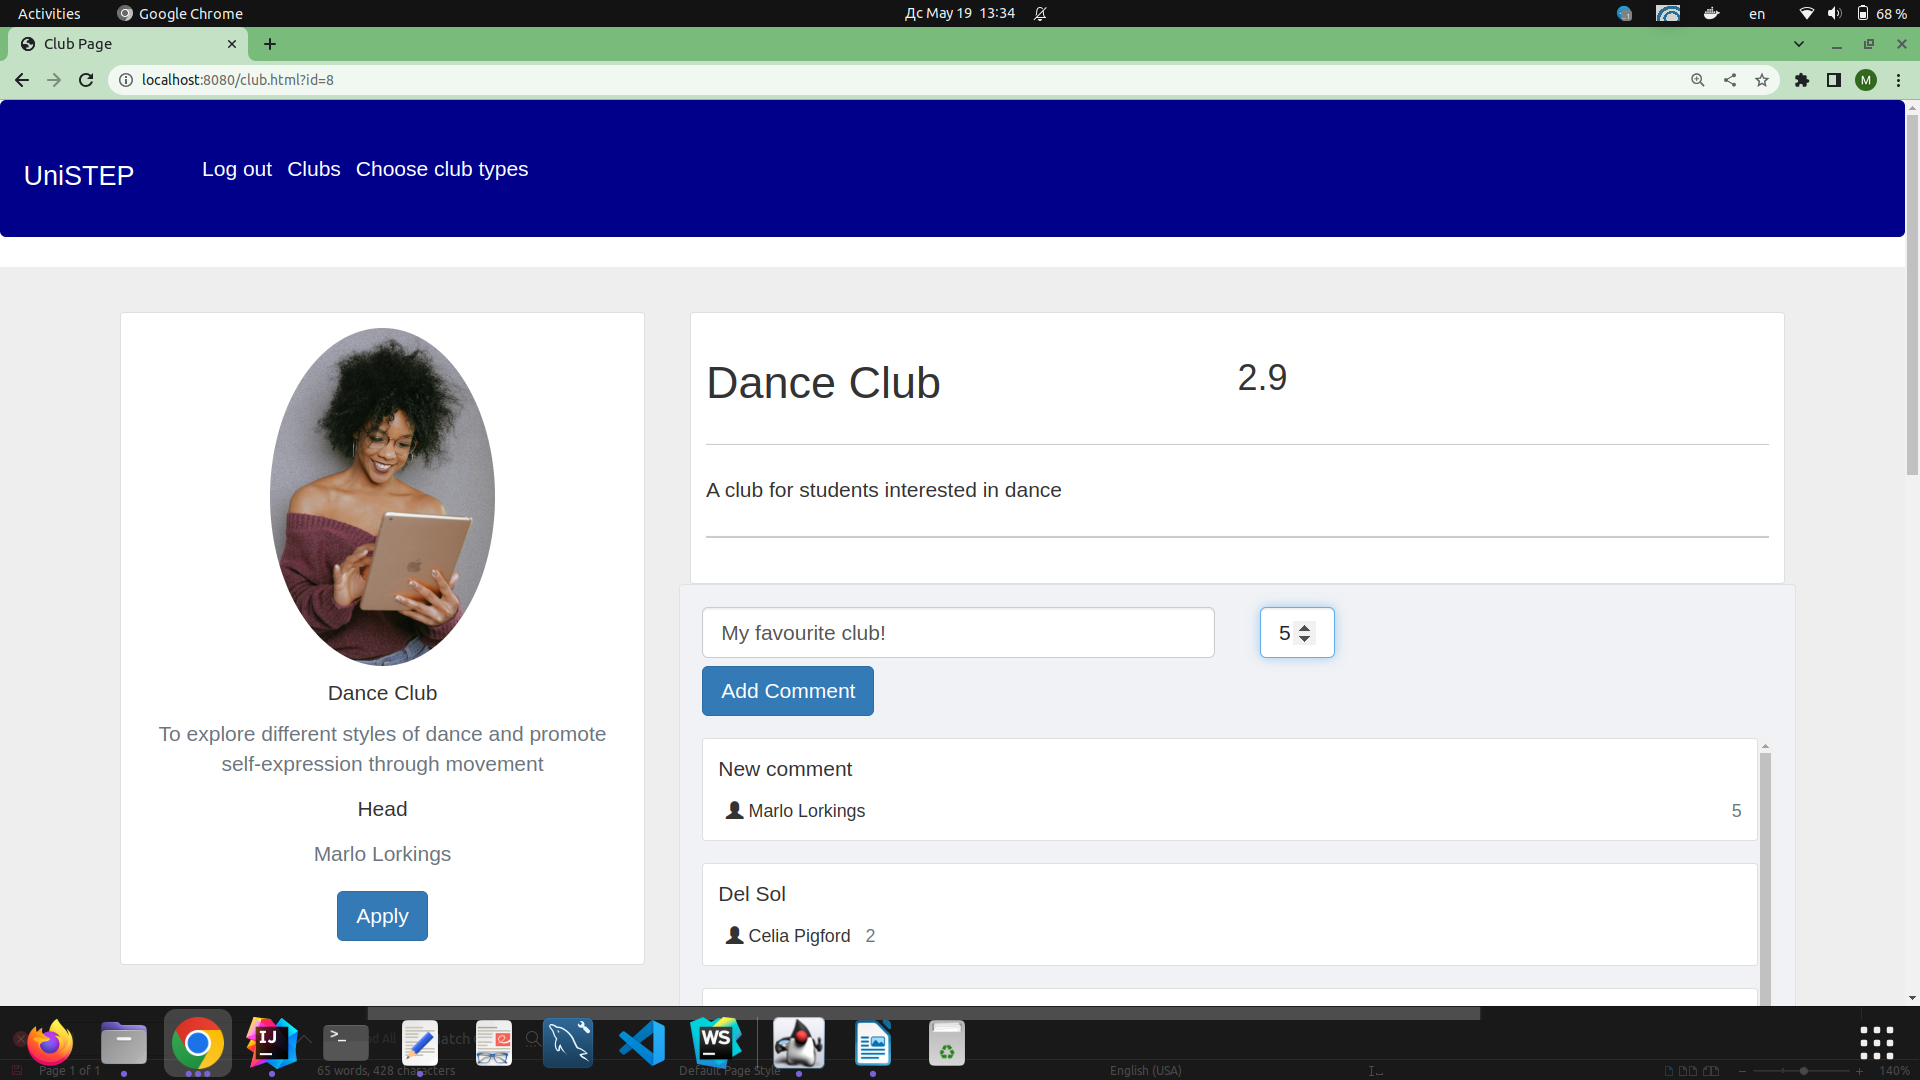 Activities
Google Chrome
Дс May 19 13:34
en
68 %
Club Page
localhost:8080/club.html?id=8
M
UniSTEP
Log out
Clubs
Choose club types
Dance Club
2.9
A club for students interested in dance
My favourite club!
5
Add Comment
Dance Club
To explore different styles of dance and promote
self-expression through movement
Head
Marlo Lorkings
Apply
New comment
Marlo Lorkings
5
Del Sol
Celia Pigford
2
IJ
WS
Page 1 of 1
65 words, 428 characters
Default Page Style
English (USA)
140%